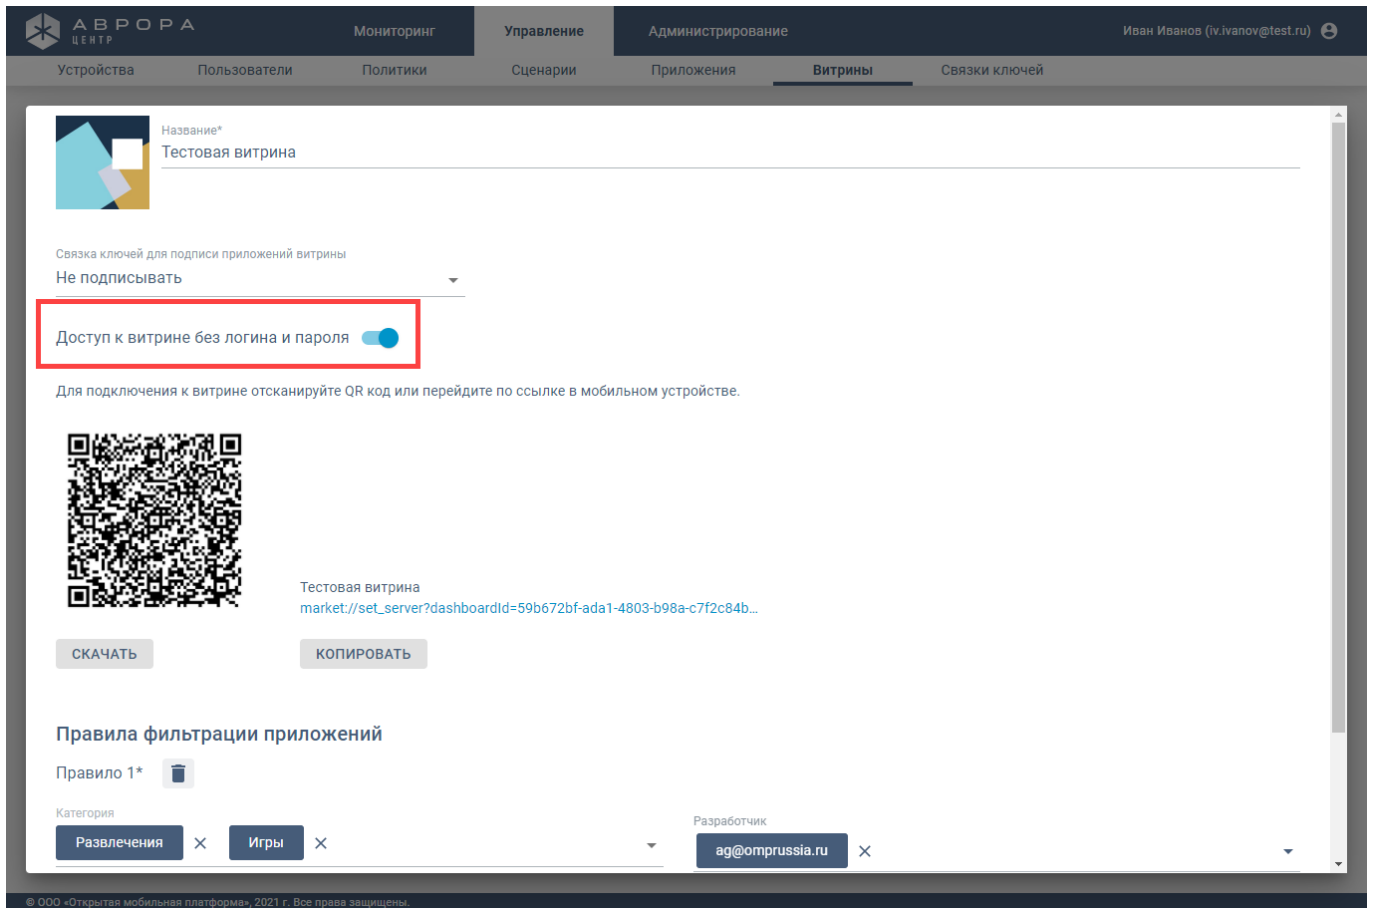 АВРОРА
ЦЕНТР
Мониторинг Управление Администрирование Иван Иванов (iv.ivanov@test.ru)
Устройства Пользователи Политики Сценарии Приложения Витрины Связки ключей
Название*
Тестовая витрина
Связка ключей для подписи приложений витрины
Не подписывать
Доступ к витрине без логина и пароля
Для подключения к витрине отсканируйте QR код или перейдите по ссылке в мобильном устройстве.
Тестовая витрина
market://set_server?dashboardId=59b672bf-ada1-4803-b98a-c7f2c84b...
СКАЧАТЬ КОПИРОВАТЬ
Правила фильтрации приложений
Правило 1*
Категория
Развлечения Игры
Разработчик
ag@omprussia.ru
© ООО «Открытая мобильная платформа», 2021 г. Все права защищены.